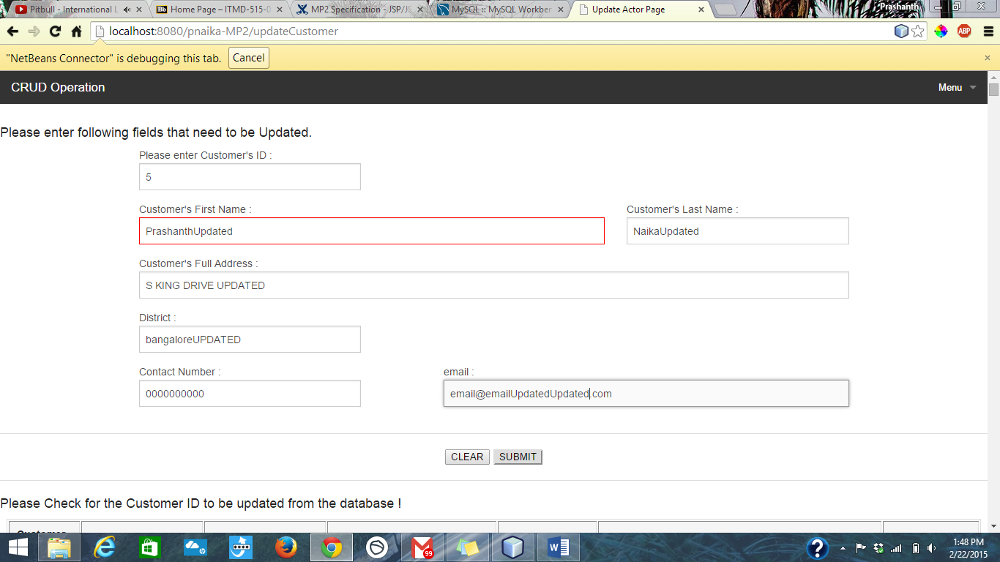 Pitbull - International L
Home Page – ITMD-515-0
MP2 Specification - JSP/JS
MySQL :: MySQL Workber
Update Actor Page
Prashanth
localhost:8080/pnaika-MP2/updateCustomer
ABP
"NetBeans Connector" is debugging this tab. Cancel
CRUD Operation
Menu
Please enter following fields that need to be Updated.
Please enter Customer's ID :
5
Customer's First Name :
Customer's Last Name :
PrashanthUpdated
NaikaUpdated
Customer's Full Address :
S KING DRIVE UPDATED
District :
bangaloreUPDATED
Contact Number :
email :
0000000000
email@emailUpdatedUpdated.com
CLEAR SUBMIT
Please Check for the Customer ID to be updated from the database !
Customer
99
1:48 PM
2/22/2015